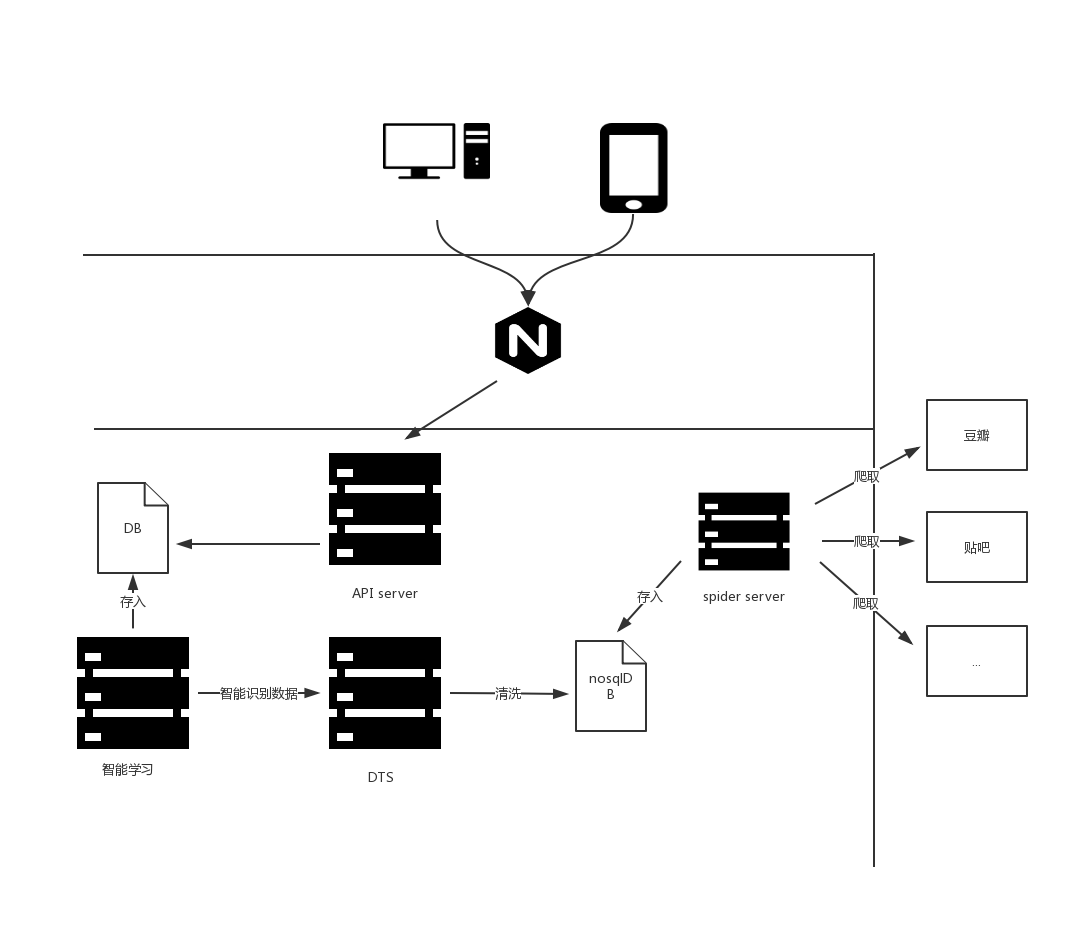 N
豆瓣
爬取
DB
贴吧
爬取
API server
spider server
存入
存入
爬取
...
nosqlD
B
智能识别数据
清洗
智能学习
DTS